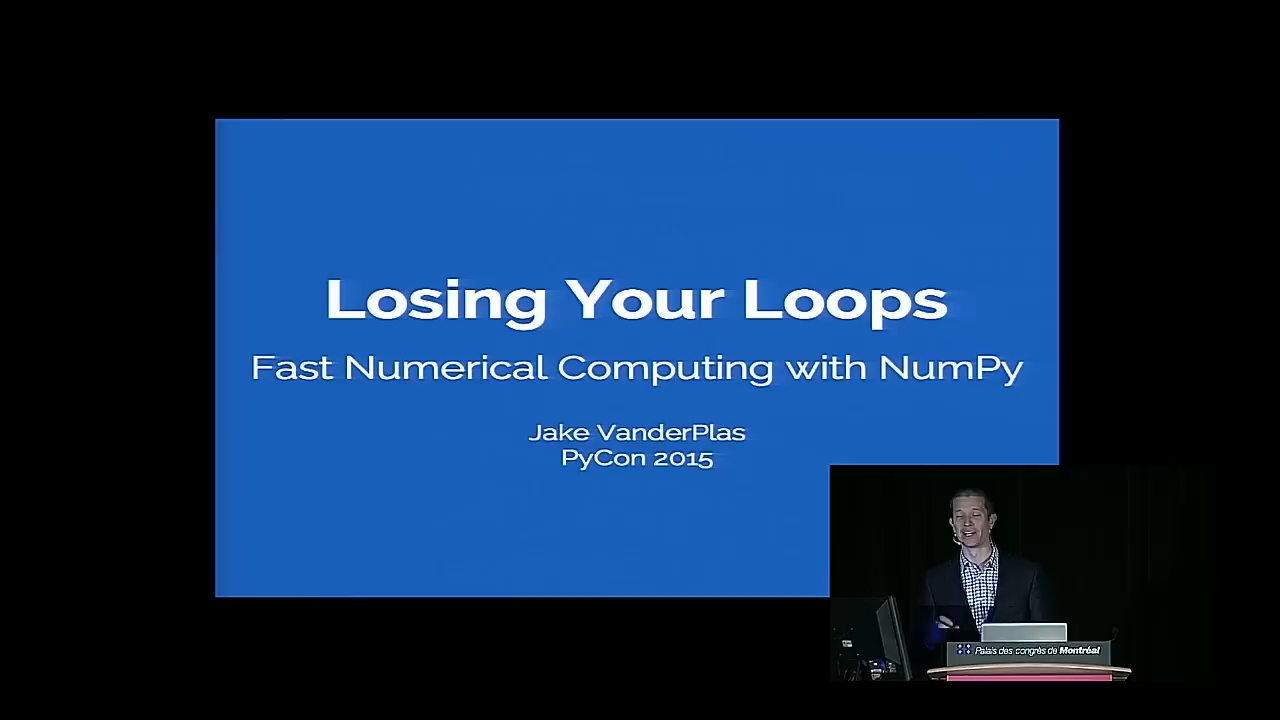 Losing Your Loops
Fast Numerical Computing with NumPy
Jake VanderPlas
PyCon 2015
Palais des congrès de Montréal